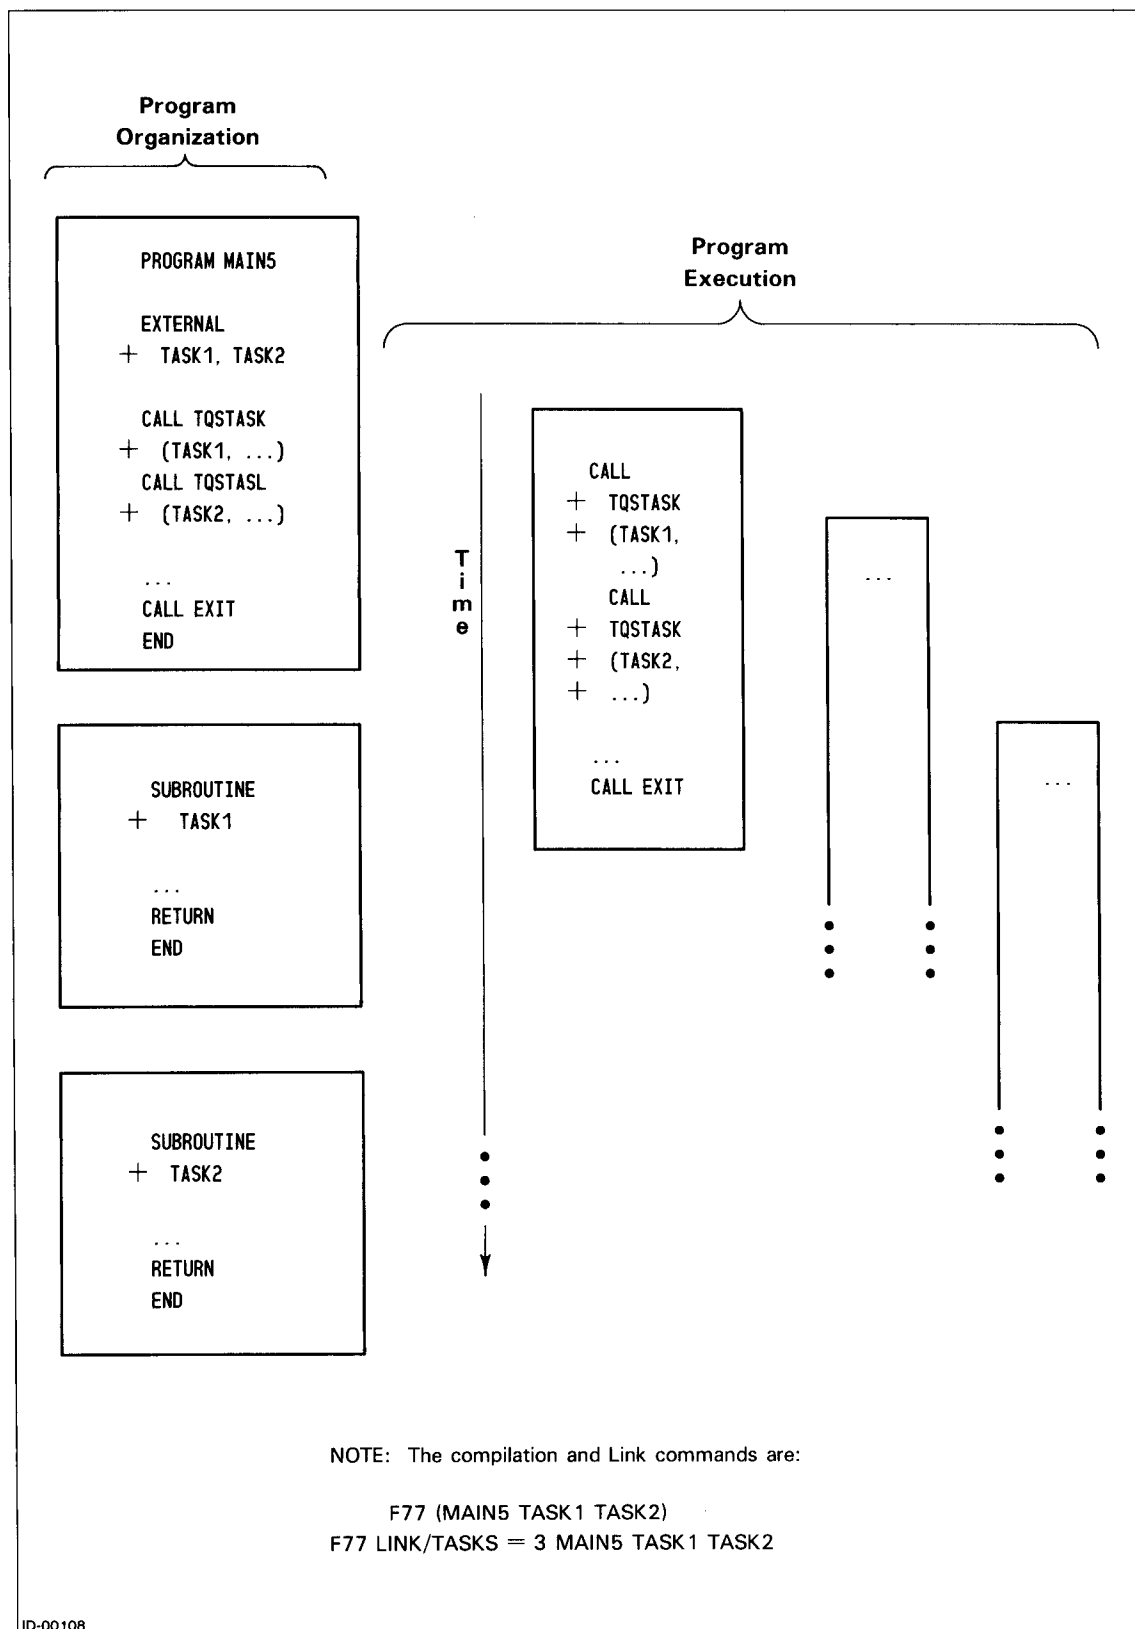 Program
Organization
PROGRAM MAIN5
EXTERNAL
+ TASK1, TASK2
CALL TQSTASK
+ (TASK1, ...)
CALL TQSTASL
+ (TASK2, ...)
...
CALL EXIT
END
SUBROUTINE
+ TASK1
...
RETURN
END
SUBROUTINE
+ TASK2
...
RETURN
END
Program
Execution
Time
CALL
+ TQSTASK
+ (TASK1,
...)
CALL
+ TQSTASK
+ (TASK2,
+ ...)
...
CALL EXIT
...
...
NOTE: The compilation and Link commands are:
F77 (MAIN5 TASK1 TASK2)
F77 LINK/TASKS = 3 MAIN5 TASK1 TASK2
ID-00108